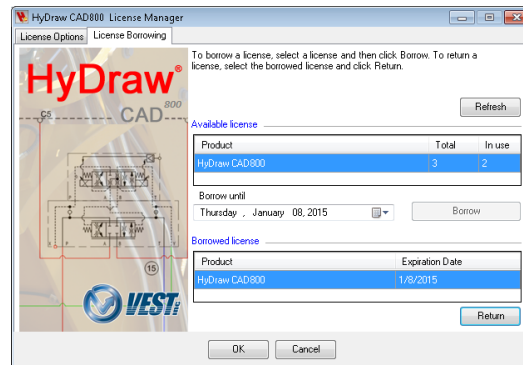 HyDraw CAD800 License Manager
License Options
License Borrowing
To borrow a license, select a license and then click Borrow. To return a
license, select the borrowed license and click Return.
HyDraw®
CAD 800
C5
Refresh
Available license
Product Total In use
HyDraw CAD800 3 2
Borrow until
Thursday , January 08, 2015
Borrow
Borrowed license
Product Expiration Date
HyDraw CAD800 1/8/2015
15
VEST
Return
OK
Cancel